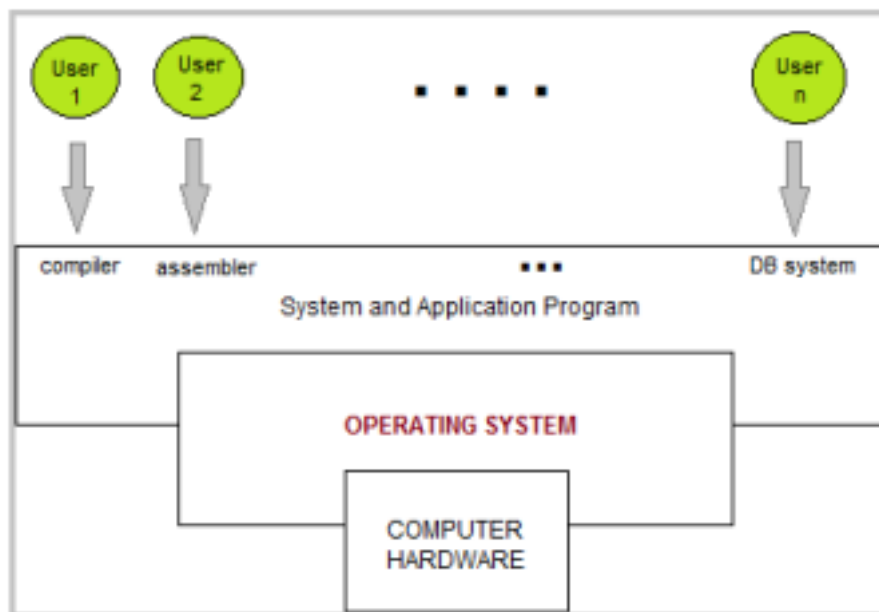 User
1
User
2
User
n
compiler
assembler
DB system
System and Application Program
OPERATING SYSTEM
COMPUTER
HARDWARE